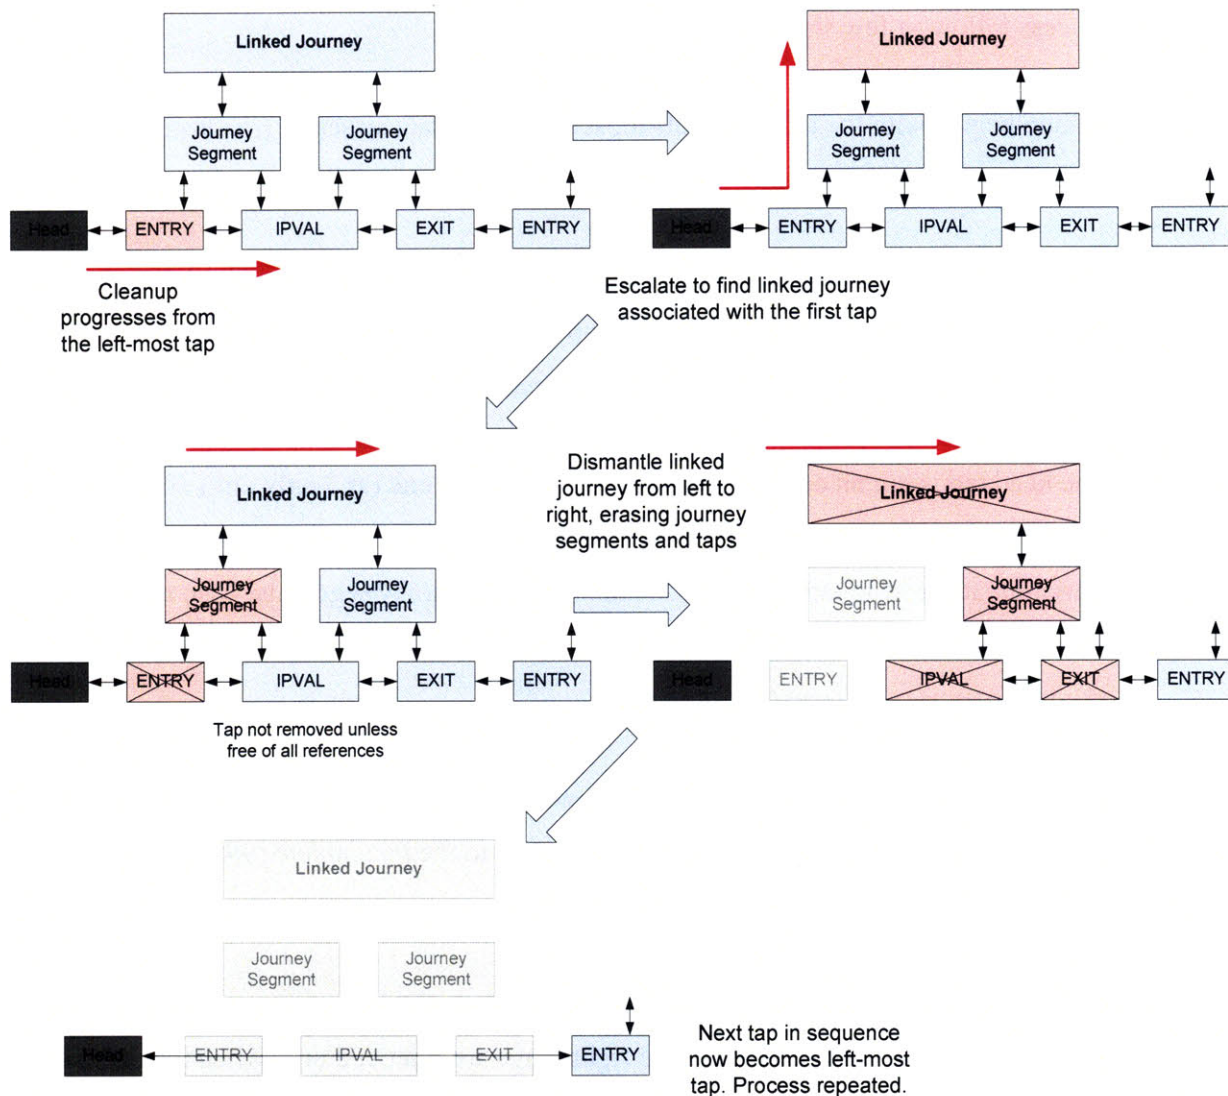 Linked Journey
Journey
Segment
Journey
Segment
Head
ENTRY
IPVAL
EXIT
ENTRY
Cleanup
progresses from
the left-most tap
Linked Journey
Journey
Segment
Journey
Segment
Head
ENTRY
IPVAL
EXIT
ENTRY
Escalate to find linked journey
associated with the first tap
Linked Journey
Journey
Segment
Journey
Segment
Head
ENTRY
IPVAL
EXIT
ENTRY
Tap not removed unless
free of all references
Dismantle linked
journey from left to
right, erasing journey
segments and taps
Linked Journey
Journey
Segment
Journey
Segment
Head
ENTRY
IPVAL
EXIT
ENTRY
Linked Journey
Journey
Segment
Journey
Segment
Head
ENTRY
IPVAL
EXIT
ENTRY
Next tap in sequence
now becomes left-most
tap. Process repeated.